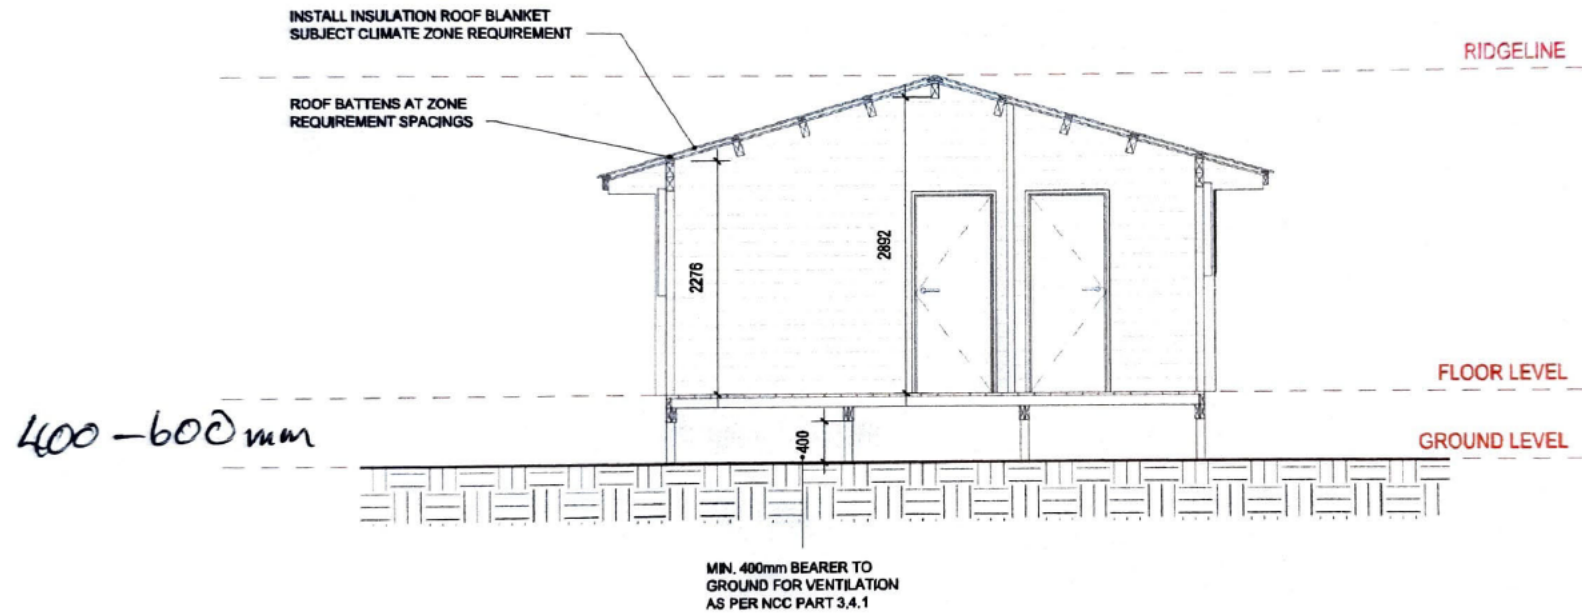 INSTALL INSULATION ROOF BLANKET
SUBJECT CLIMATE ZONE REQUIREMENT
RIDGELINE
ROOF BATTENS AT ZONE
REQUIREMENT SPACINGS
2276
2892
FLOOR LEVEL
400-600mm
400
GROUND LEVEL
MIN. 400mm BEARER TO
GROUND FOR VENTILATION
AS PER NCC PART 3.4.1